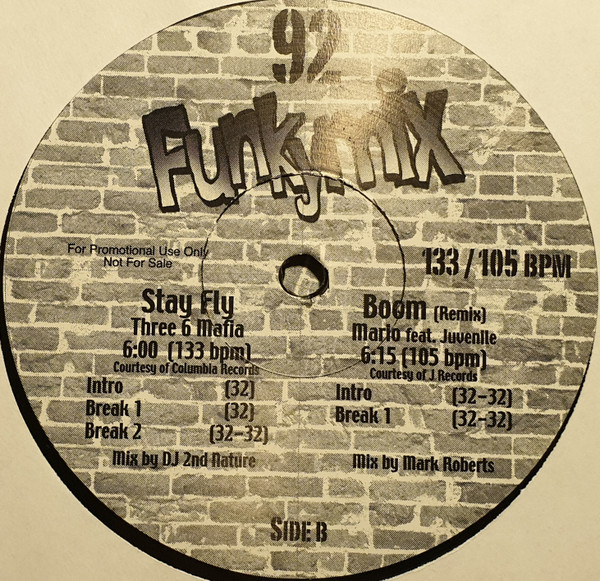 92
Funkymix
For Promotional Use Only
Not For Sale
133 / 105 BPM
Stay Fly
Three 6 Mafia
6:00 (133 bpm)
Courtesy of Columbia Records
Intro (32)
Break 1 (32)
Break 2 (32-32)
Mix by DJ 2nd Nature
Boom (Remix)
Mario feat. Juvenile
6:15 (105 bpm)
Courtesy of J Records
Intro (32-32)
Break 1 (32-32)
Mix by Mark Roberts
SIDE B